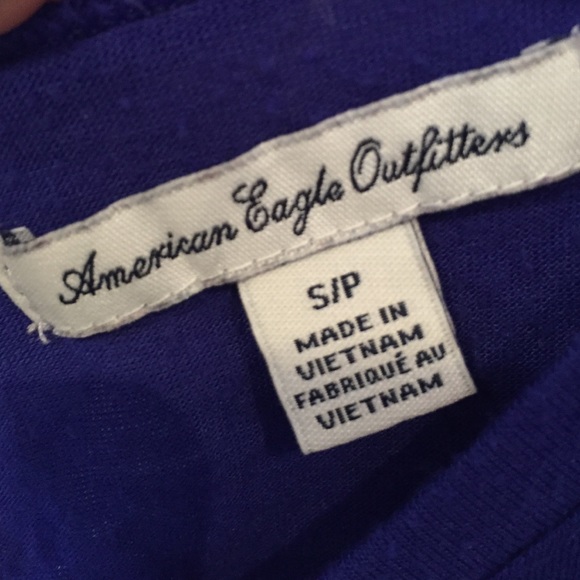 American Eagle Outfitters
S/P
MADE IN
VIETNAM
FABRIQUÉ AU
VIETNAM